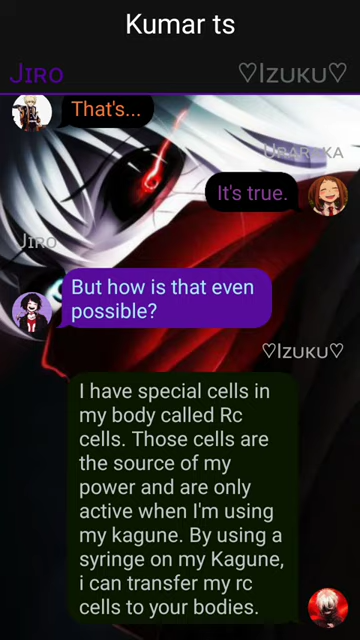 Kumar ts
Jiro
♡Izuku♡
That's...
Uraraka
It's true.
Jiro
But how is that even
possible?
♡Izuku♡
I have special cells in
my body called Rc
cells. Those cells are
the source of my
power and are only
active when I'm using
my kagune. By using a
syringe on my Kagune,
i can transfer my rc
cells to your bodies.